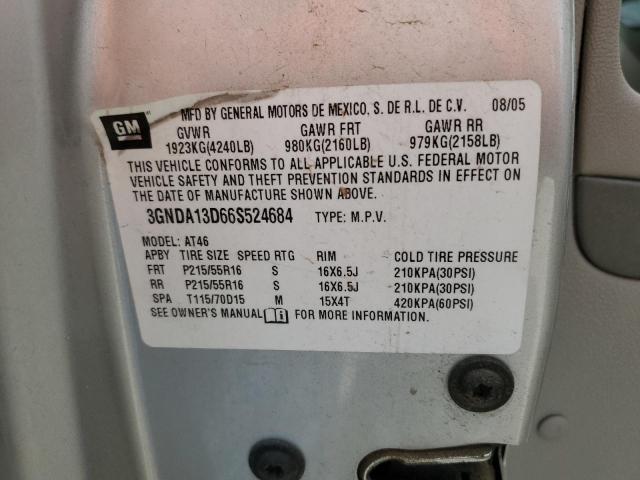 MFD BY GENERAL MOTORS DE MEXICO, S. DE R.L. DE C.V. 08/05
GM
GVWR GAWR FRT GAWR RR
1923KG(4240LB) 980KG(2160LB) 979KG(2158LB)
THIS VEHICLE CONFORMS TO ALL APPLICABLE U.S. FEDERAL MOTOR
VEHICLE SAFETY AND THEFT PREVENTION STANDARDS IN EFFECT ON
THE DATE OF MANUFACTURE SHOWN ABOVE.
3GNDA13D66S524684 TYPE: M.P.V.
MODEL: AT46
APBY TIRE SIZE SPEED RTG RIM COLD TIRE PRESSURE
FRT P215/55R16 S 16X6.5J 210KPA(30PSI)
RR P215/55R16 S 16X6.5J 210KPA(30PSI)
SPA T115/70D15 M 15X4T 420KPA(60PSI)
SEE OWNER'S MANUAL FOR MORE INFORMATION.